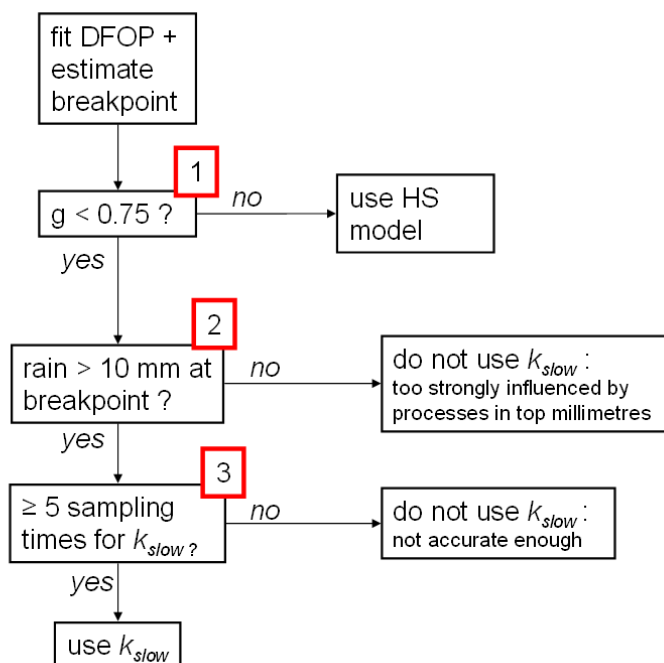 fit DFOP +
estimate
breakpoint
1
g < 0.75 ?
no
use HS
model
yes
2
rain > 10 mm at
breakpoint ?
no
do not use kslow :
too strongly influenced by
processes in top millimetres
yes
3
≥ 5 sampling
times for kslow ?
no
do not use kslow :
not accurate enough
yes
use kslow